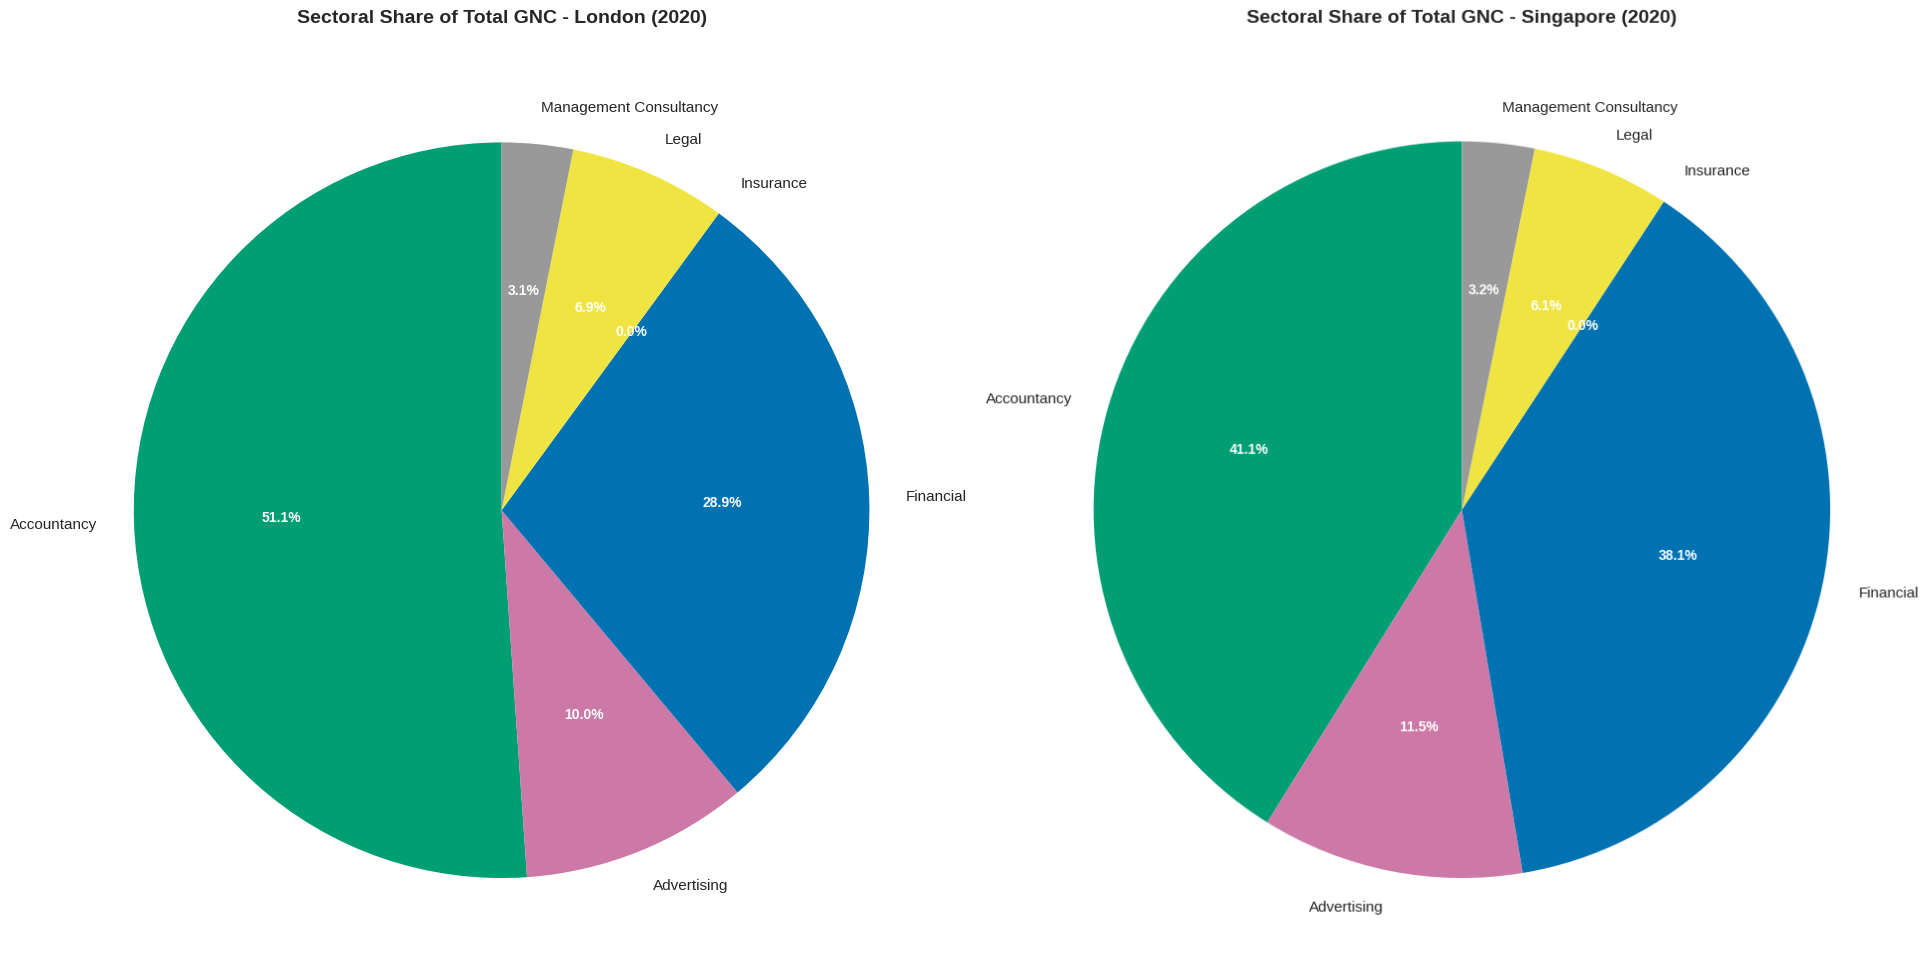 Sectoral Share of Total GNC - London (2020)
Management Consultancy
Legal
Insurance
3.1%
6.9%
0.0%
28.9%
Financial
51.1%
Accountancy
10.0%
Advertising
Sectoral Share of Total GNC - Singapore (2020)
Management Consultancy
Legal
Insurance
3.2%
6.1%
0.0%
Accountancy
41.1%
38.1%
Financial
11.5%
Advertising